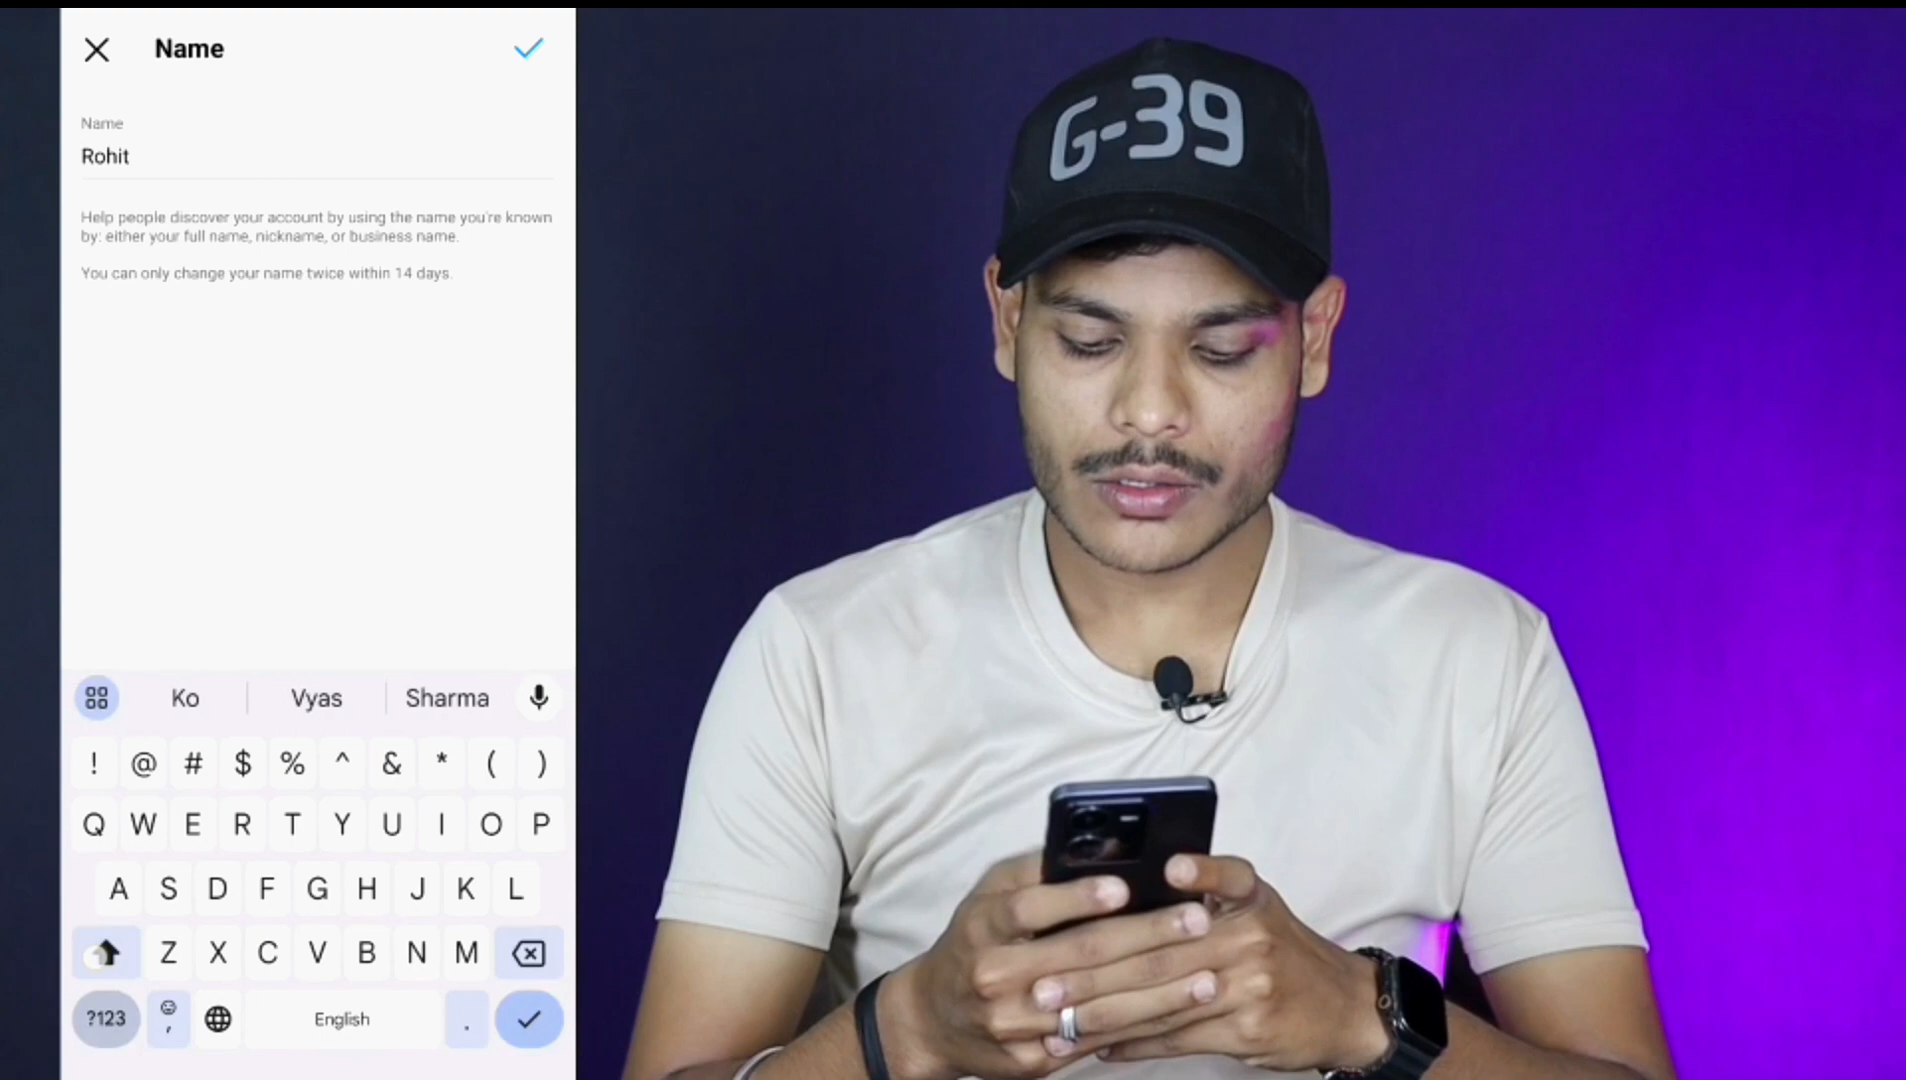 Name
Name
Rohit
Help people discover your account by using the name you're known
by: either your full name, nickname, or business name.
You can only change your name twice within 14 days.
Ko Vyas Sharma
! @ # $ % ^ & * ( )
Q W E R T Y U I O P
A S D F G H J K L
Z X C V B N M
?123 , English .
G-39